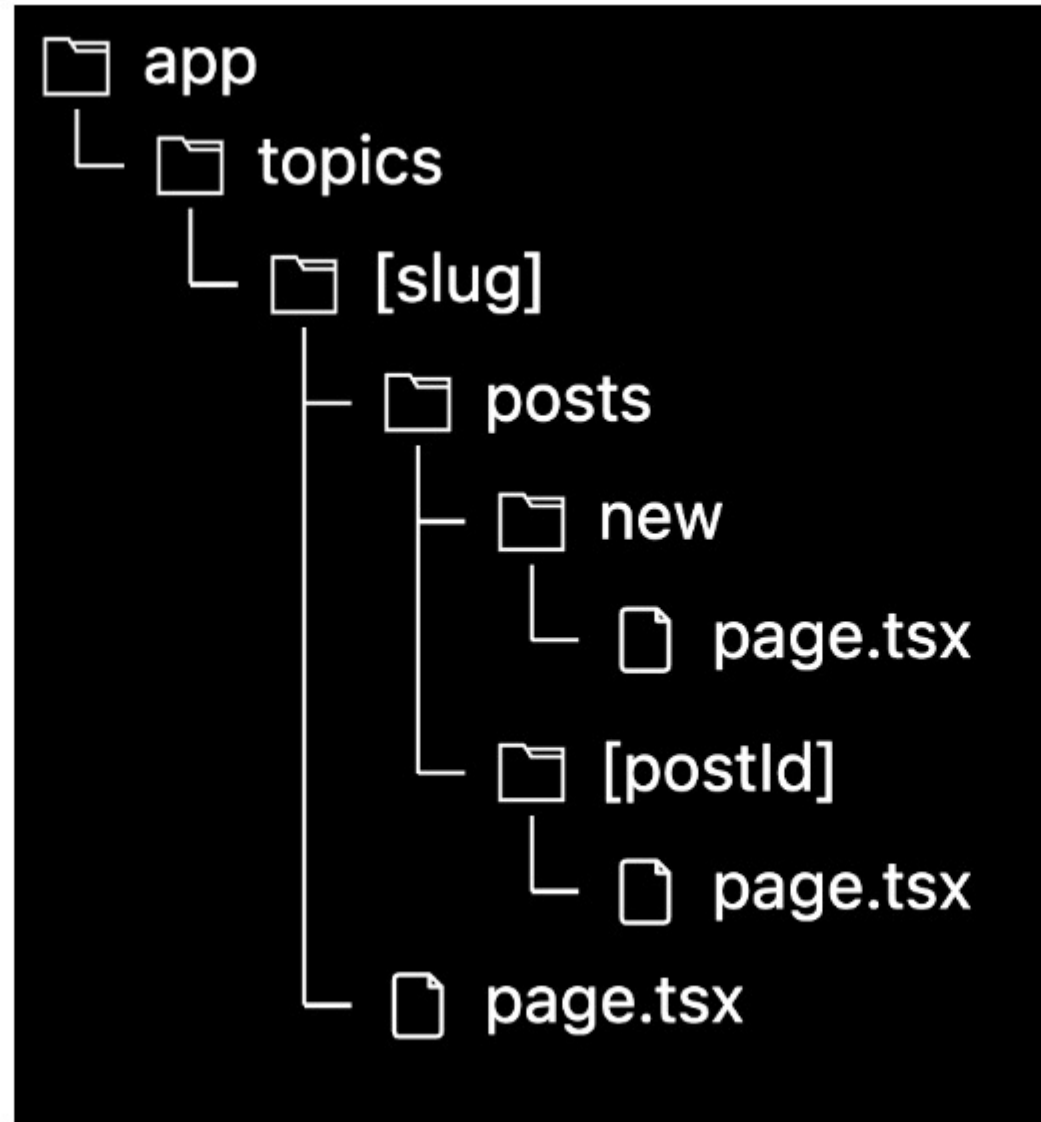 app
topics
[slug]
posts
new
page.tsx
[postId]
page.tsx
page.tsx